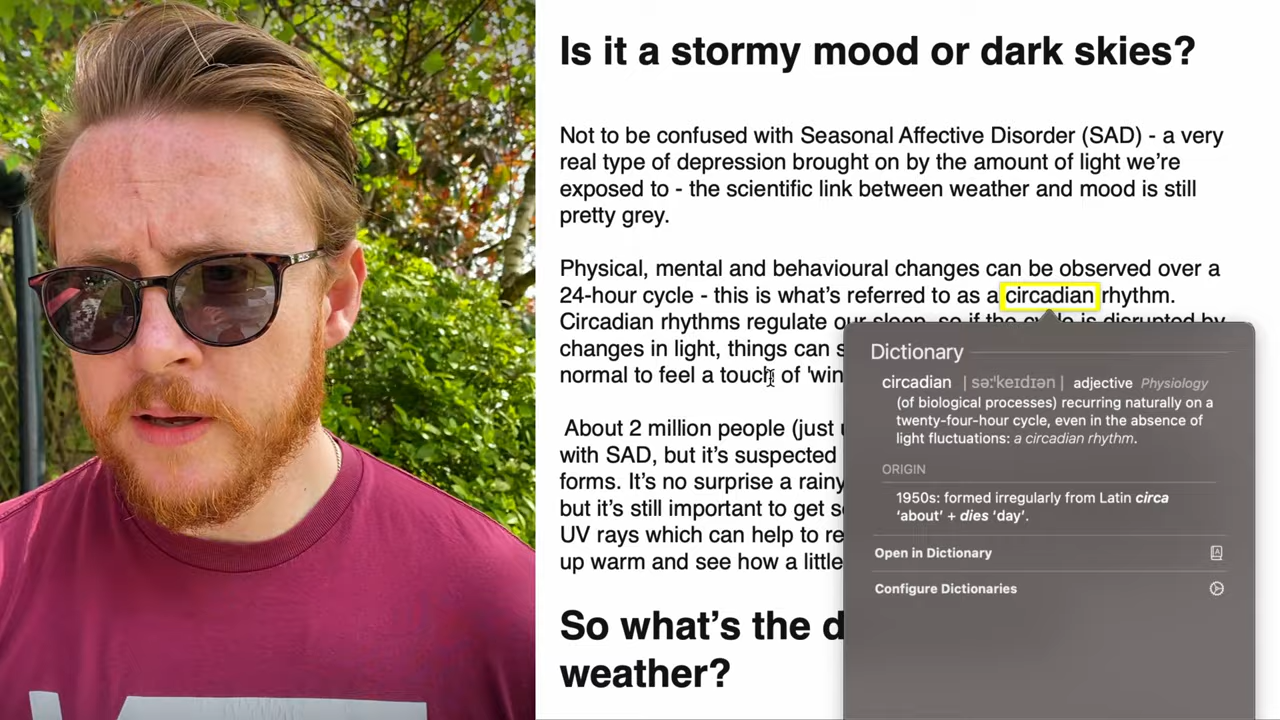 Is it a stormy mood or dark skies?
Not to be confused with Seasonal Affective Disorder (SAD) - a very
real type of depression brought on by the amount of light we’re
exposed to - the scientific link between weather and mood is still
pretty grey.
Physical, mental and behavioural changes can be observed over a
24-hour cycle - this is what’s referred to as a circadian rhythm.
Circadian rhythms regulate our sleep, so if the cycle is disrupted by
changes in light, things can
normal to feel a touch of 'win
About 2 million people (just
with SAD, but it’s suspected
forms. It’s no surprise a rainy
but it’s still important to get
UV rays which can help to
up warm and see how a little
So what’s the
weather?
Dictionary
circadian | səːˈkeɪdɪən | adjective Physiology
(of biological processes) recurring naturally on a
twenty-four-hour cycle, even in the absence of
light fluctuations: a circadian rhythm.
ORIGIN
1950s: formed irregularly from Latin circa
‘about’ + dies ‘day’.
Open in Dictionary
Configure Dictionaries